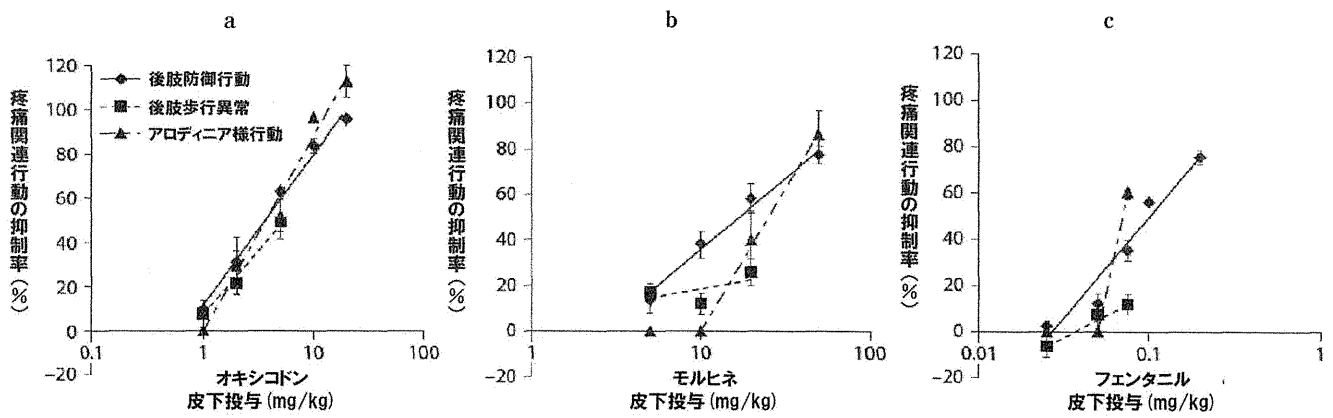 a
疼痛関連行動の抑制率(%)
120
100
80
60
40
20
0
−20
後肢防御行動
後肢歩行異常
アロディニア様行動
0.1
1
10
100
オキシコドン
皮下投与(mg/kg)
b
疼痛関連行動の抑制率(%)
120
100
80
60
40
20
0
−20
1
10
100
モルヒネ
皮下投与(mg/kg)
c
疼痛関連行動の抑制率(%)
120
100
80
60
40
20
0
−20
0.01
0.1
1
フェンタニル
皮下投与(mg/kg)